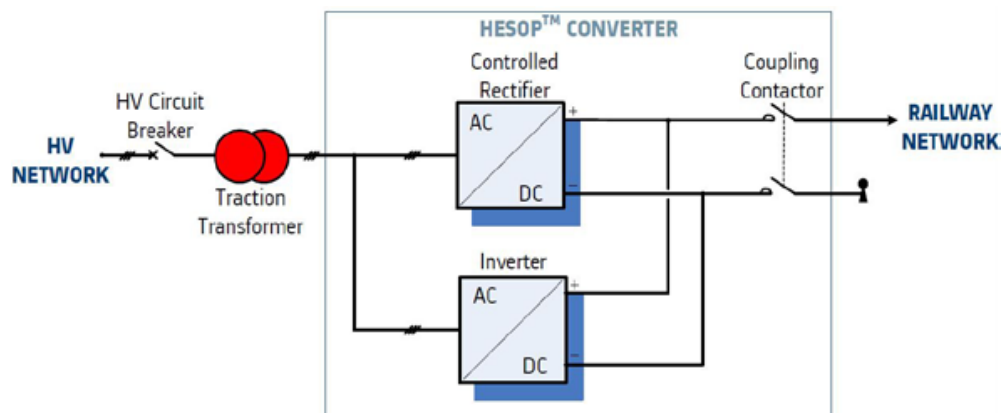 HESOP™ CONVERTER
Controlled
Rectifier
Coupling
Contactor
HV Circuit
Breaker
HV
NETWORK
AC
DC
+
−
RAILWAY
NETWORK
Traction
Transformer
Inverter
AC
DC
+
−